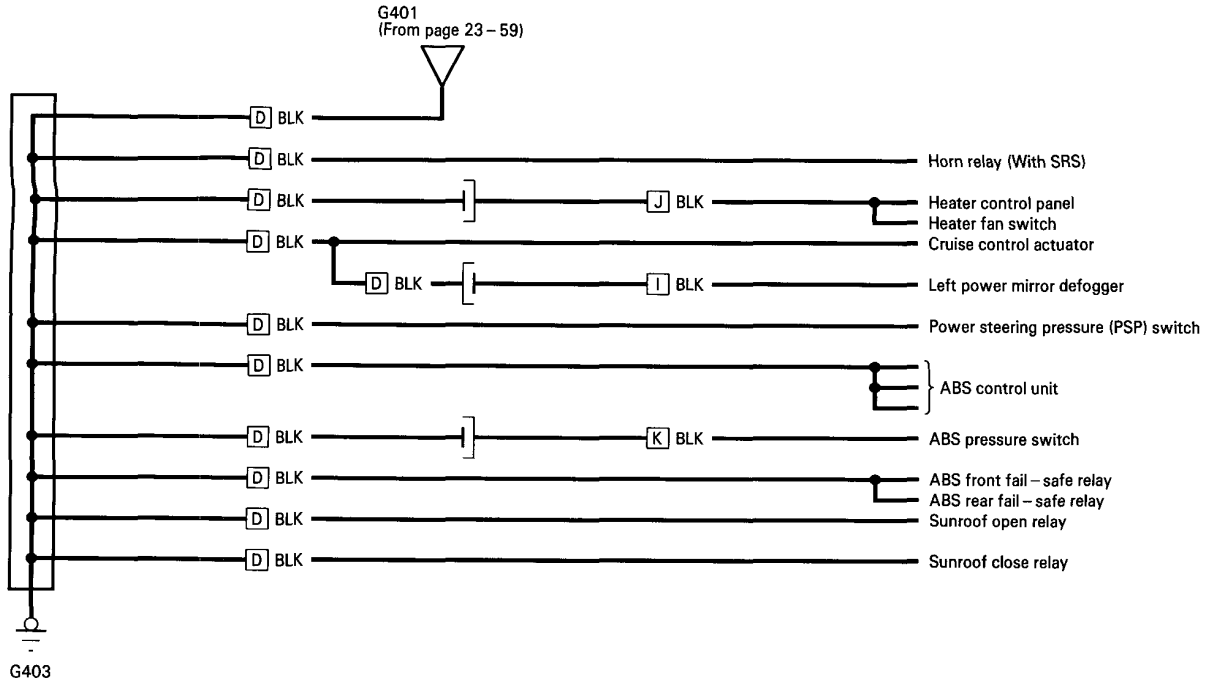 G401
(From page 23–59)
D BLK
D BLK Horn relay (With SRS)
D BLK J BLK Heater control panel
Heater fan switch
D BLK Cruise control actuator
D BLK I BLK Left power mirror defogger
D BLK Power steering pressure (PSP) switch
D BLK ABS control unit
D BLK K BLK ABS pressure switch
D BLK ABS front fail–safe relay
ABS rear fail–safe relay
D BLK Sunroof open relay
D BLK Sunroof close relay
G403